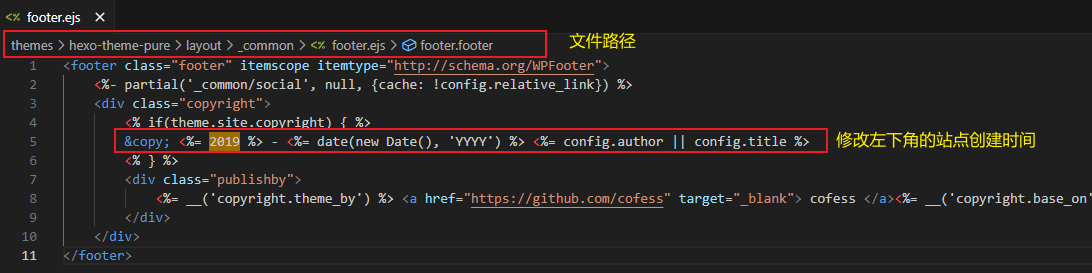 <%> footer.ejs ×
themes > hexo-theme-pure > layout > _common > <%> footer.ejs > footer.footer 文件路径
1 <footer class="footer" itemscope itemtype="http://schema.org/WPFooter">
2 <%- partial('_common/social', null, {cache: !config.relative_link}) %>
3 <div class="copyright">
4 <% if(theme.site.copyright) { %>
5 &copy; <%= 2019 %> - <%= date(new Date(), 'YYYY') %> <%= config.author || config.title %> 修改左下角的站点创建时间
6 <% } %>
7 <div class="publishby">
8 <%= __('copyright.theme_by') %> <a href="https://github.com/cofess" target="_blank"> cofess </a><%= __('copyright.base_on'
9 </div>
10 </div>
11 </footer>